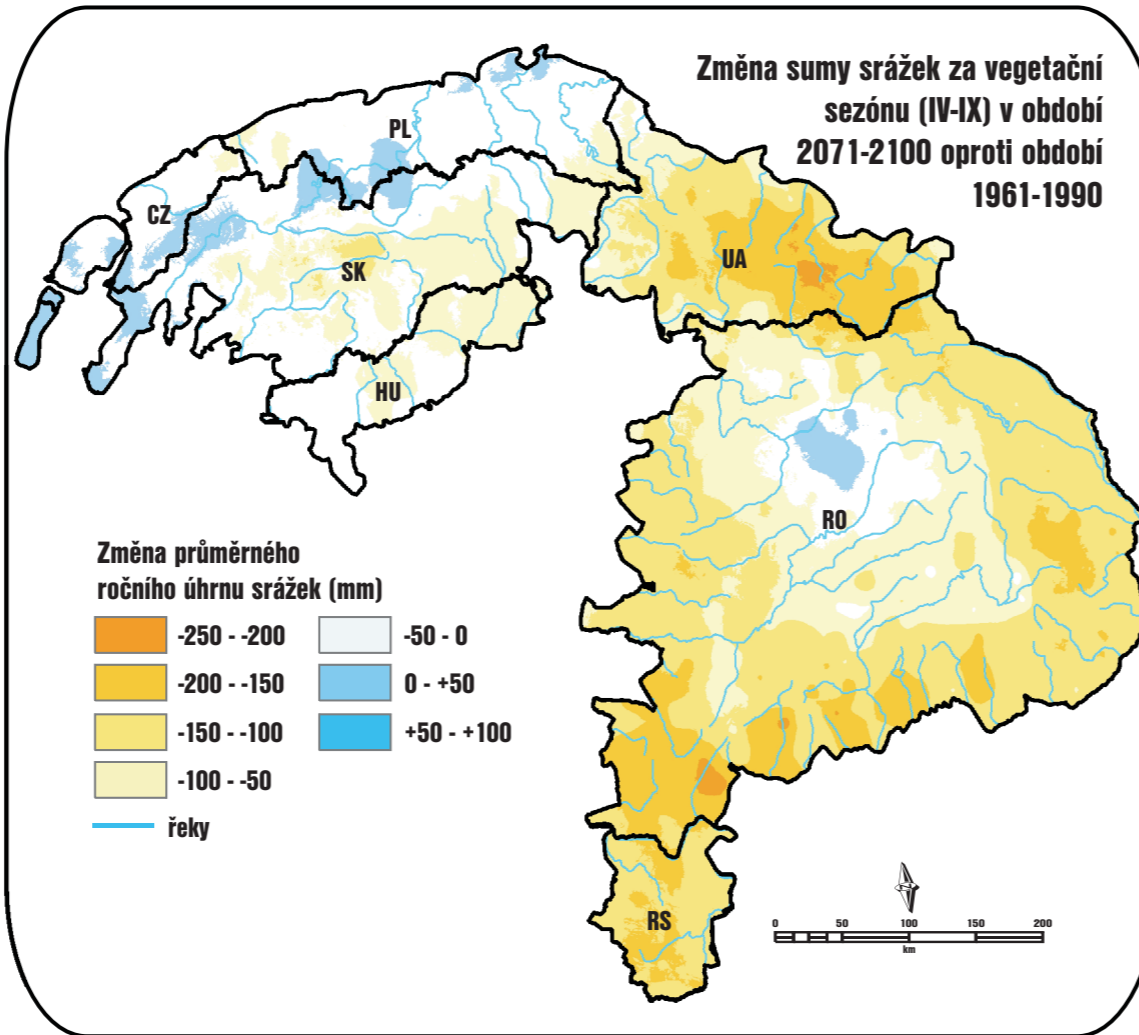 Změna sumy srážek za vegetační
sezónu (IV-IX) v období
2071-2100 oproti období
1961-1990
PL
CZ
SK
UA
HU
RO
RS
Změna průměrného
ročního úhrnu srážek (mm)
-250 - -200
-200 - -150
-150 - -100
-100 - -50
řeky
-50 - 0
0 - +50
+50 - +100
0 50 100 150 200
km